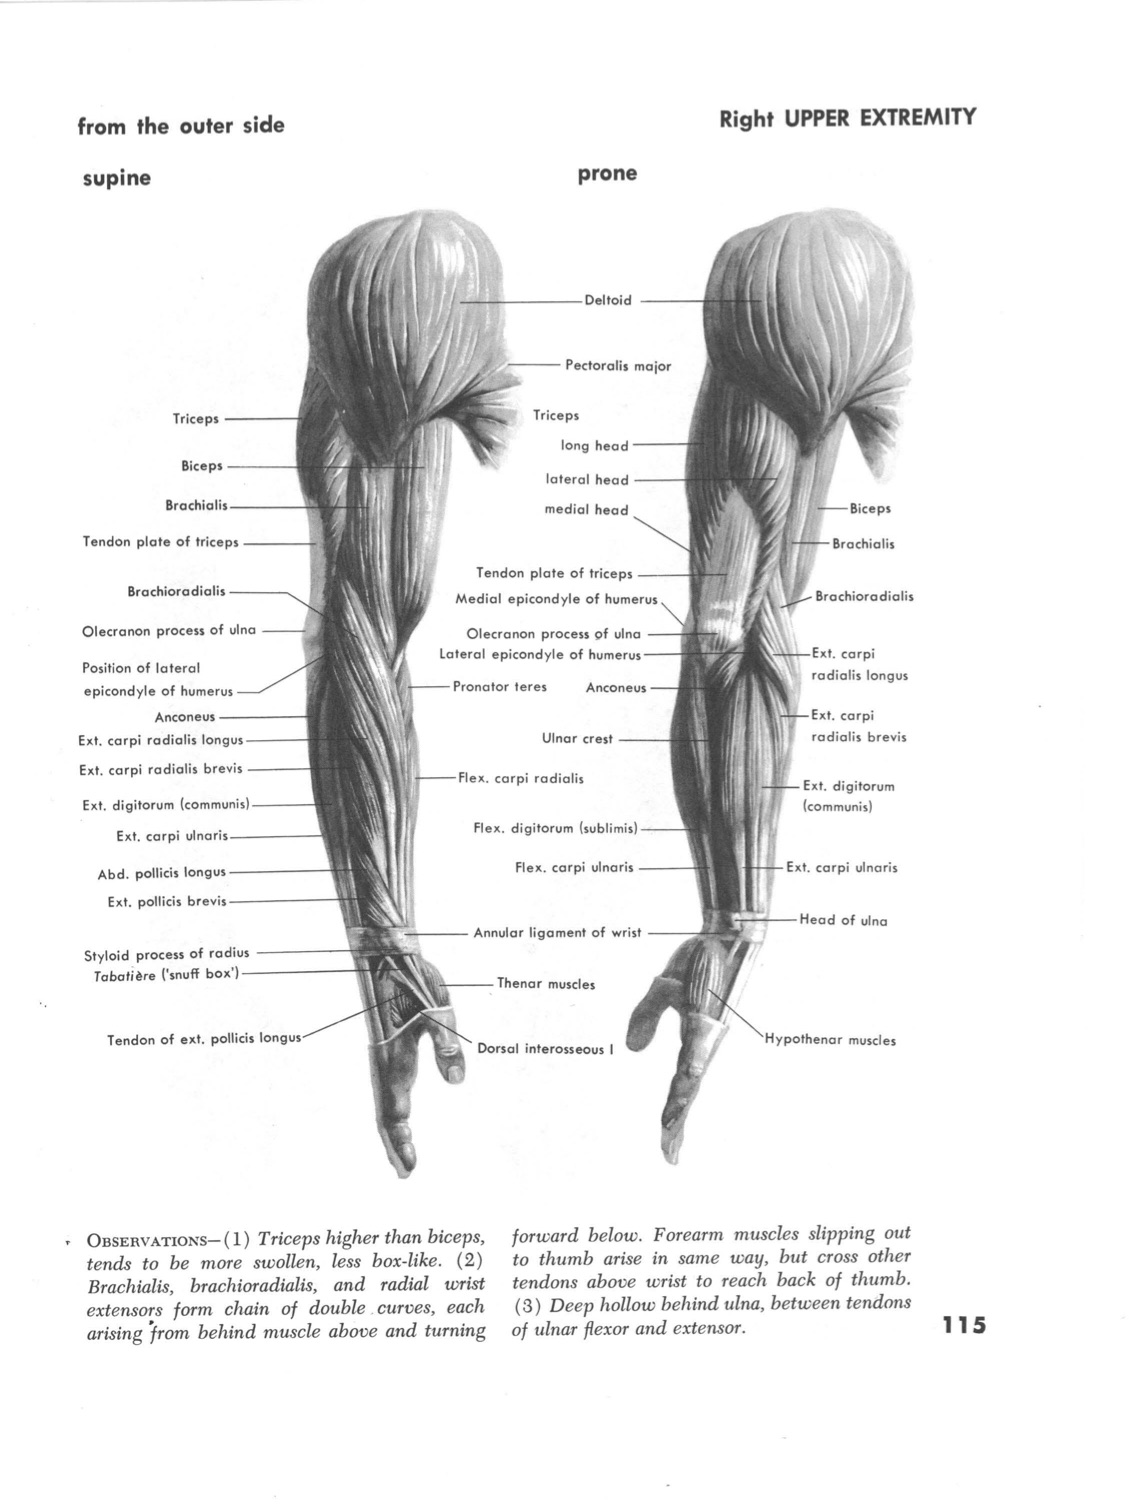 from the outer side
Right UPPER EXTREMITY
supine
prone
Deltoid
Pectoralis major
Triceps
Triceps
long head
Biceps
lateral head
Brachialis
medial head
Biceps
Tendon plate of triceps
Brachialis
Tendon plate of triceps
Brachioradialis
Medial epicondyle of humerus
Brachioradialis
Olecranon process of ulna
Olecranon process of ulna
Lateral epicondyle of humerus
Ext. carpi
radialis longus
Position of lateral
epicondyle of humerus
Pronator teres
Anconeus
Anconeus
Ext. carpi
radialis brevis
Ext. carpi radialis longus
Ulnar crest
Ext. carpi radialis brevis
Flex. carpi radialis
Ext. digitorum
(communis)
Ext. digitorum (communis)
Flex. digitorum (sublimis)
Ext. carpi ulnaris
Abd. pollicis longus
Flex. carpi ulnaris
Ext. carpi ulnaris
Ext. pollicis brevis
Head of ulna
Annular ligament of wrist
Styloid process of radius
Tabatière ('snuff box')
Thenar muscles
Tendon of ext. pollicis longus
Dorsal interosseous I
Hypothenar muscles
OBSERVATIONS—(1) Triceps higher than biceps,
tends to be more swollen, less box-like. (2)
Brachialis, brachioradialis, and radial wrist
extensors form chain of double curves, each
arising from behind muscle above and turning
forward below. Forearm muscles slipping out
to thumb arise in same way, but cross other
tendons above wrist to reach back of thumb.
(3) Deep hollow behind ulna, between tendons
of ulnar flexor and extensor.
115